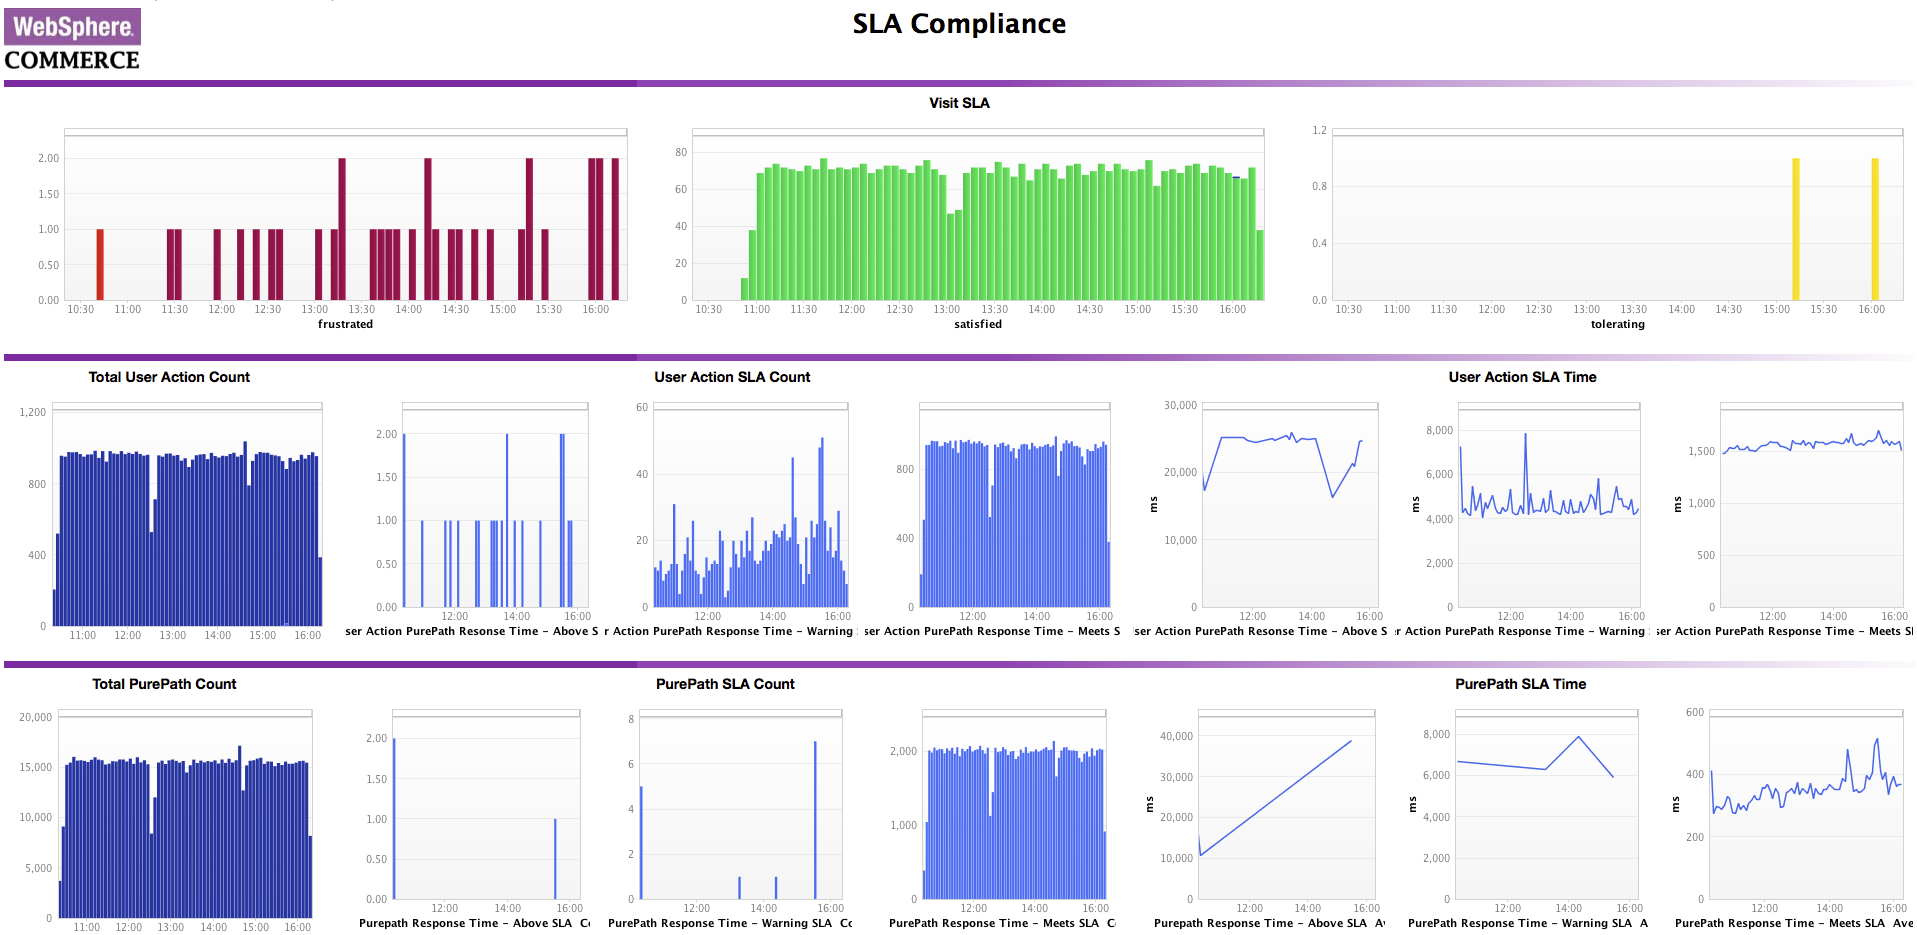 WebSphere.
COMMERCE
SLA Compliance
Visit SLA
2.00
1.50
1.00
0.50
0.00
10:30 11:00 11:30 12:00 12:30 13:00 13:30 14:00 14:30 15:00 15:30 16:00
frustrated
80
60
40
20
0
10:30 11:00 11:30 12:00 12:30 13:00 13:30 14:00 14:30 15:00 15:30 16:00
satisfied
1.2
0.8
0.4
0.0
10:30 11:00 11:30 12:00 12:30 13:00 13:30 14:00 14:30 15:00 15:30 16:00
tolerating
Total User Action Count
1,200
800
400
0
11:00 12:00 13:00 14:00 15:00 16:00
User Action SLA Count
2.00
1.50
1.00
0.50
0.00
12:00 14:00 16:00
ser Action PurePath Resonse Time - Above S
60
40
20
0
12:00 14:00 16:00
r Action PurePath Response Time - Warning
800
400
0
12:00 14:00 16:00
ser Action PurePath Response Time - Meets S
User Action SLA Time
30,000
20,000
10,000
0
ms
12:00 14:00 16:00
ser Action PurePath Resonse Time - Above S
8,000
6,000
4,000
2,000
0
ms
12:00 14:00 16:00
r Action PurePath Response Time - Warning
1,500
1,000
500
0
ms
12:00 14:00 16:00
ser Action PurePath Response Time - Meets Sl
Total PurePath Count
20,000
15,000
10,000
5,000
0
11:00 12:00 13:00 14:00 15:00 16:00
PurePath SLA Count
2.00
1.50
1.00
0.50
0.00
12:00 14:00 16:00
Purepath Response Time - Above SLA Cc
8
6
4
2
0
12:00 14:00 16:00
PurePath Response Time - Warning SLA Cc
2,000
1,000
0
12:00 14:00 16:00
PurePath Response Time - Meets SLA C
PurePath SLA Time
40,000
30,000
20,000
10,000
0
ms
12:00 14:00 16:00
Purepath Response Time - Above SLA A
8,000
6,000
4,000
2,000
0
ms
12:00 14:00 16:00
PurePath Response Time - Warning SLA A
600
400
200
0
ms
12:00 14:00 16:00
PurePath Response Time - Meets SLA Ave